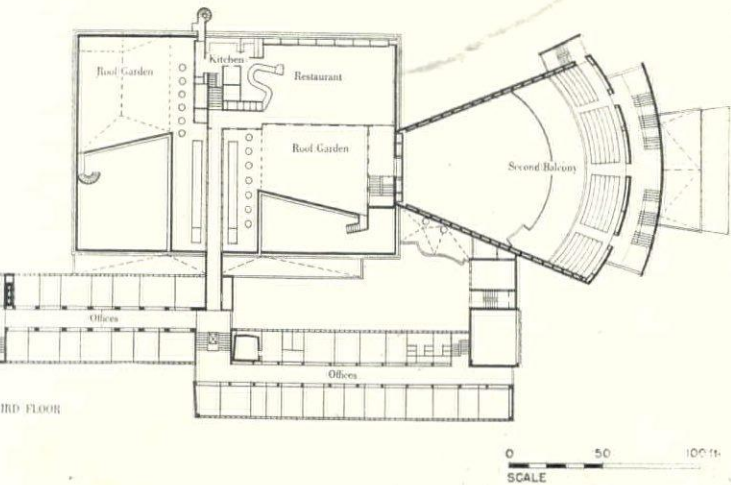 Kitchen
Roof Garden
Restaurant
Roof Garden
Second Balcony
Offices
Offices
IRD FLOOR
0 50 100 ft.
SCALE